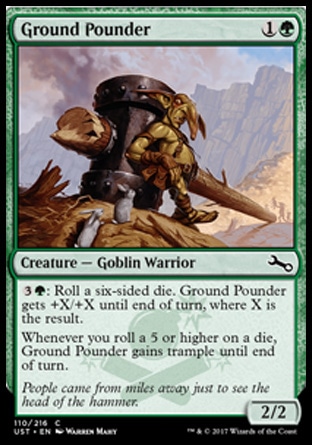 Ground Pounder 1
Creature — Goblin Warrior
3 : Roll a six-sided die. Ground Pounder
gets +X/+X until end of turn, where X is
the result.
Whenever you roll a 5 or higher on a die,
Ground Pounder gains trample until end
of turn.
People came from miles away just to see the
head of the hammer.
2/2
110/216 C
UST • EN Warren Mahy
™ & © 2017 Wizards of the Coast